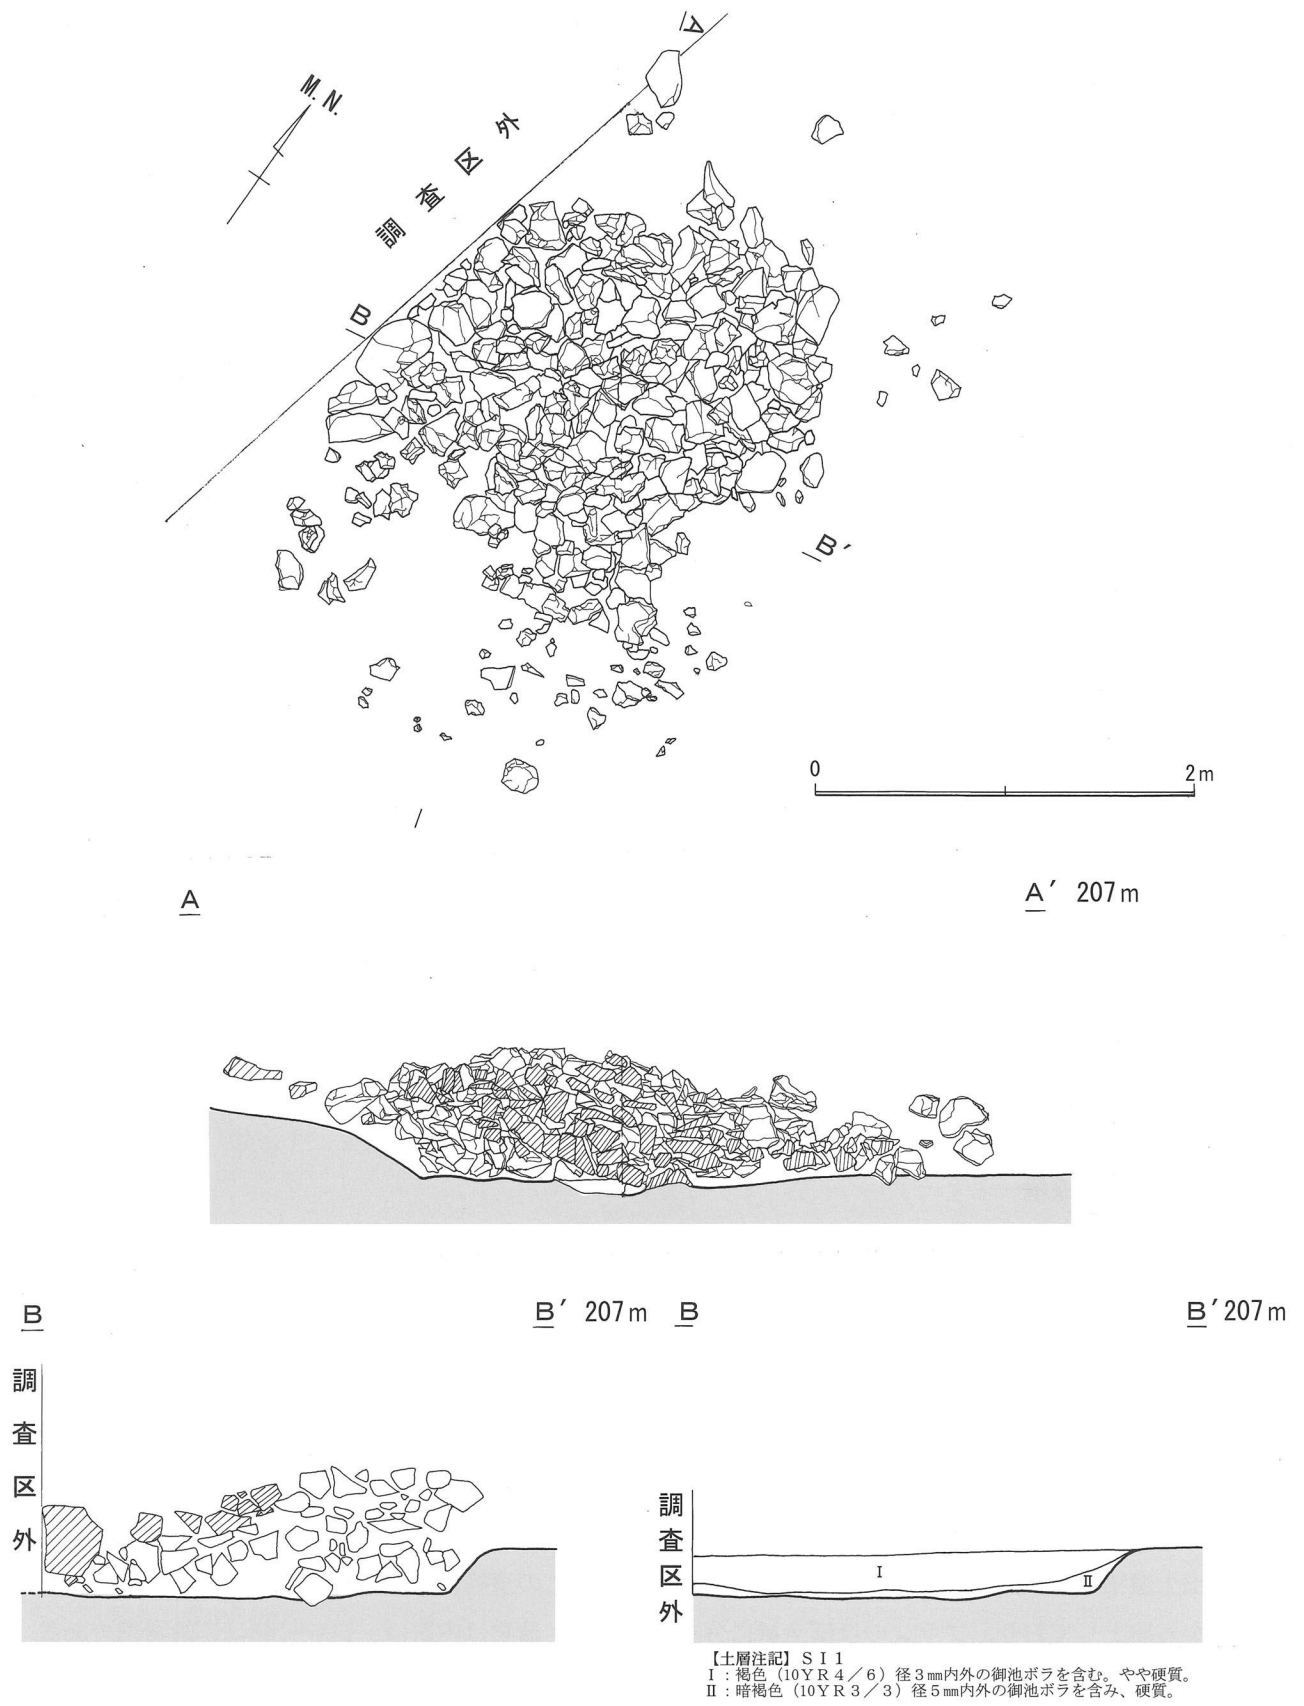 A
M.N.
調査区外
B
B′
0 2m
A A′ 207m
B B′ 207m B B′ 207m
調査区外
調査区外
I
II
【土層注記】ＳＩ１
Ⅰ：褐色（10ＹＲ４／６）径３㎜内外の御池ボラを含む。やや硬質。
Ⅱ：暗褐色（10ＹＲ３／３）径５㎜内外の御池ボラを含み、硬質。